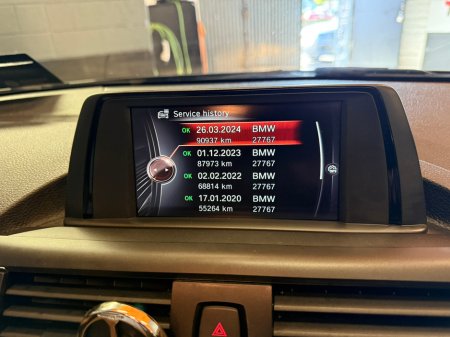 Service history
OK 26.03.2024 BMW
90937 km 27767
OK 01.12.2023 BMW
87973 km 27767
OK 02.02.2022 BMW
68814 km 27767
OK 17.01.2020 BMW
55264 km 27767